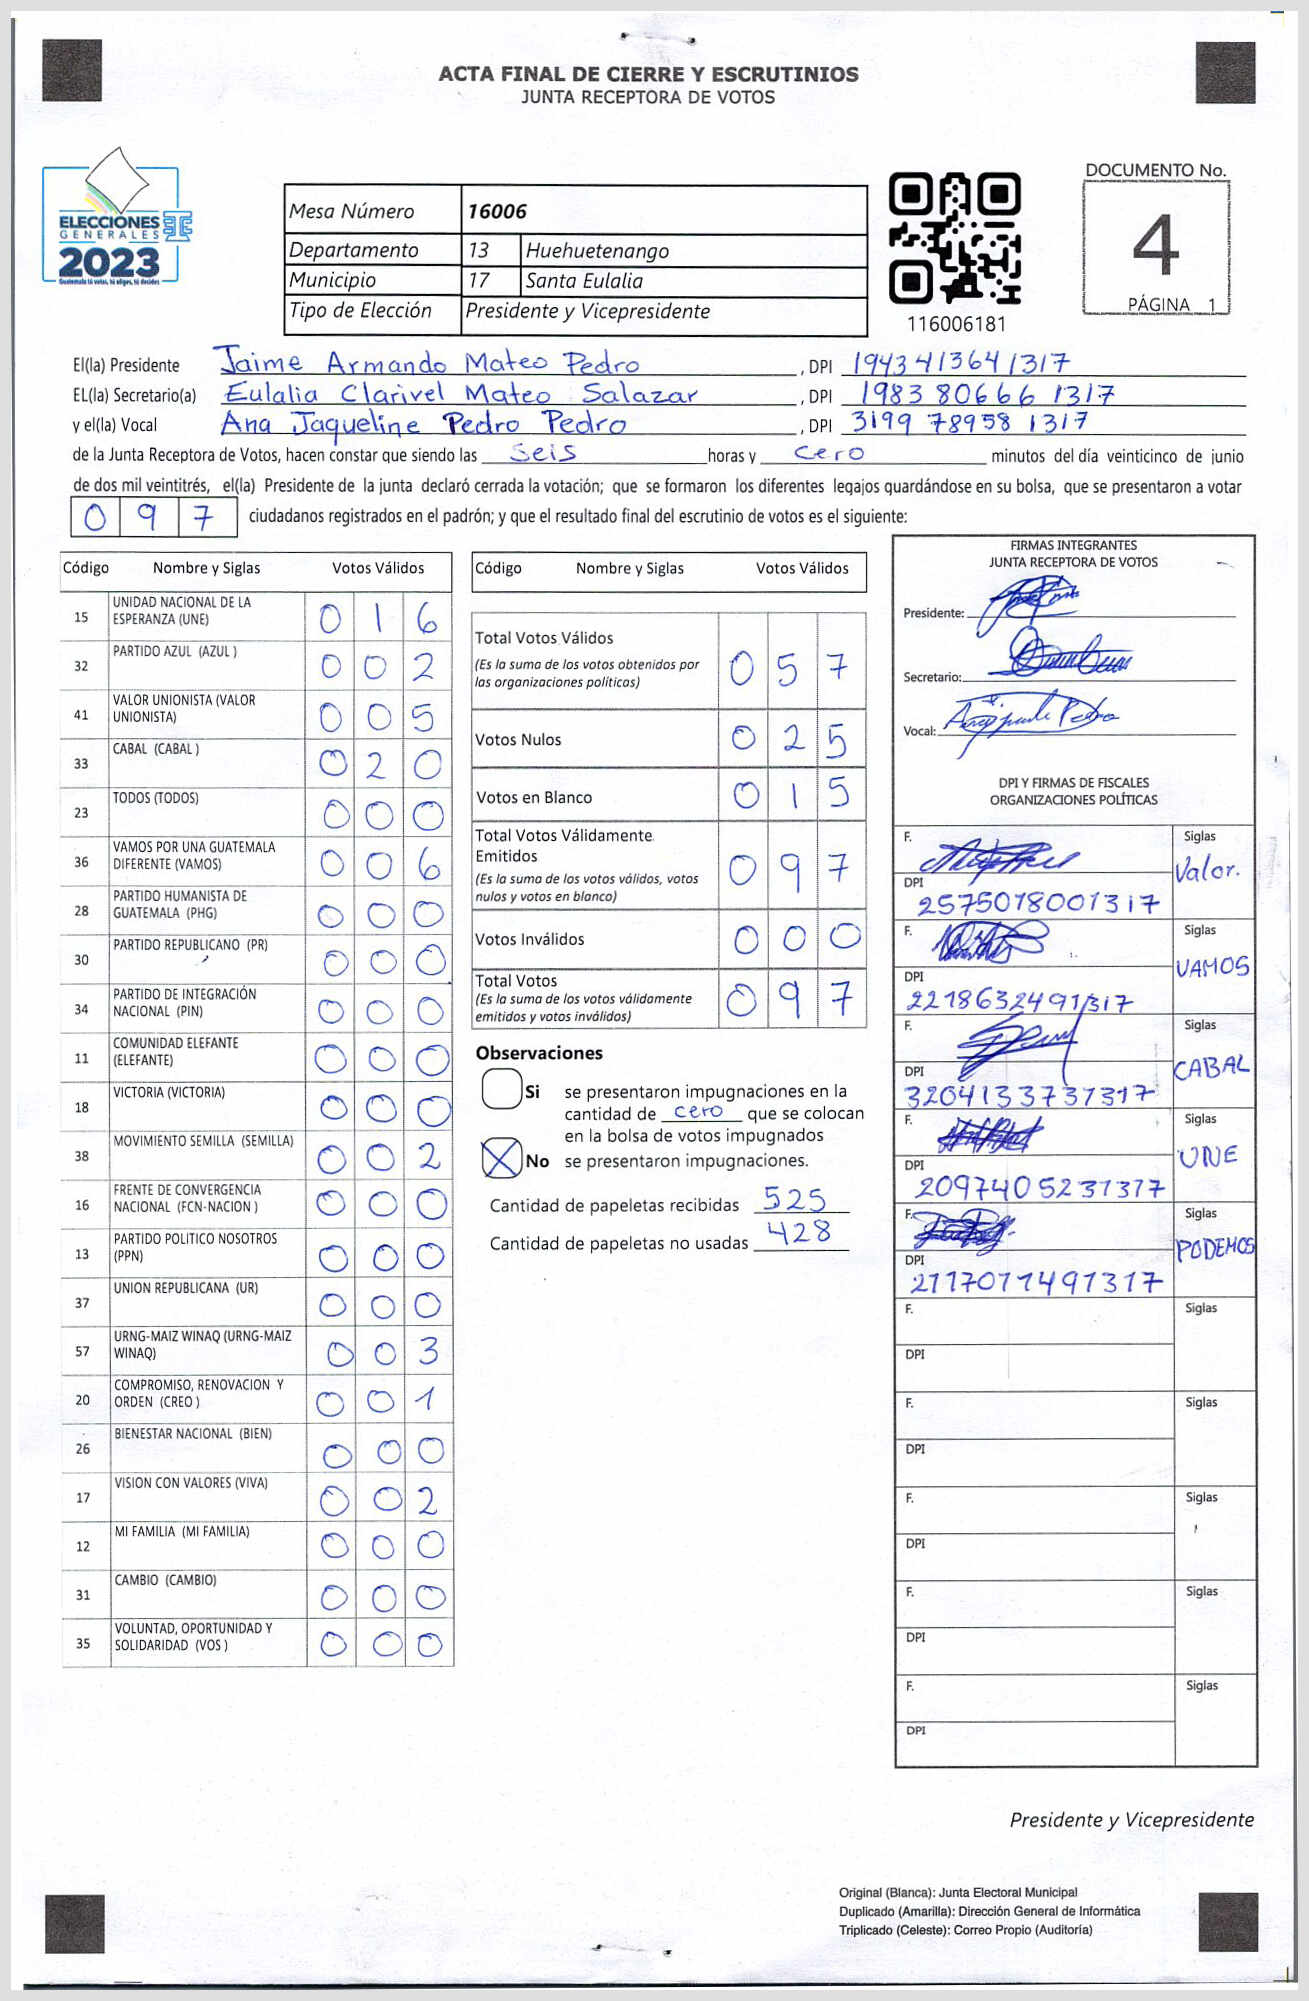 ACTA FINAL DE CIERRE Y ESCRUTINIOS
JUNTA RECEPTORA DE VOTOS
ELECCIONES
GENERALES
2023
Guatemala tú votas, tú eliges, tú decides
Mesa Número 16006
Departamento 13 Huehuetenango
Municipio 17 Santa Eulalia
Tipo de Elección Presidente y Vicepresidente
116006181
DOCUMENTO No.
4
PÁGINA 1
El(la) Presidente Jaime Armando Mateo Pedro , DPI 1943413641317
EL(la) Secretario(a) Eulalia Clarivel Mateo Salazar , DPI 1983 80666 1317
y el(la) Vocal Ana Jaqueline Pedro Pedro , DPI 3199 78958 1317
de la Junta Receptora de Votos, hacen constar que siendo las seis horas y cero minutos del día veinticinco de junio
de dos mil veintitrés, el(la) Presidente de la junta declaró cerrada la votación; que se formaron los diferentes legajos guardándose en su bolsa, que se presentaron a votar
0 9 7 ciudadanos registrados en el padrón; y que el resultado final del escrutinio de votos es el siguiente:
Código Nombre y Siglas Votos Válidos
15 UNIDAD NACIONAL DE LA ESPERANZA (UNE) 0 1 6
32 PARTIDO AZUL (AZUL ) 0 0 2
41 VALOR UNIONISTA (VALOR UNIONISTA) 0 0 5
33 CABAL (CABAL ) 0 2 0
23 TODOS (TODOS) 0 0 0
36 VAMOS POR UNA GUATEMALA DIFERENTE (VAMOS) 0 0 6
28 PARTIDO HUMANISTA DE GUATEMALA (PHG) 0 0 0
30 PARTIDO REPUBLICANO (PR) 0 0 0
34 PARTIDO DE INTEGRACIÓN NACIONAL (PIN) 0 0 0
11 COMUNIDAD ELEFANTE (ELEFANTE) 0 0 0
18 VICTORIA (VICTORIA) 0 0 0
38 MOVIMIENTO SEMILLA (SEMILLA) 0 0 2
16 FRENTE DE CONVERGENCIA NACIONAL (FCN-NACION ) 0 0 0
13 PARTIDO POLITICO NOSOTROS (PPN) 0 0 0
37 UNION REPUBLICANA (UR) 0 0 0
57 URNG-MAIZ WINAQ (URNG-MAIZ WINAQ) 0 0 3
20 COMPROMISO, RENOVACION Y ORDEN (CREO ) 0 0 1
26 BIENESTAR NACIONAL (BIEN) 0 0 0
17 VISION CON VALORES (VIVA) 0 0 2
12 MI FAMILIA (MI FAMILIA) 0 0 0
31 CAMBIO (CAMBIO) 0 0 0
35 VOLUNTAD, OPORTUNIDAD Y SOLIDARIDAD (VOS ) 0 0 0
Código Nombre y Siglas Votos Válidos
Total Votos Válidos 0 5 7
(Es la suma de los votos obtenidos por
las organizaciones políticas)
Votos Nulos 0 2 5
Votos en Blanco 0 1 5
Total Votos Válidamente
Emitidos 0 9 7
(Es la suma de los votos válidos, votos
nulos y votos en blanco)
Votos Inválidos 0 0 0
Total Votos 0 9 7
(Es la suma de los votos válidamente
emitidos y votos inválidos)
Observaciones
Si se presentaron impugnaciones en la
cantidad de cero que se colocan
en la bolsa de votos impugnados
X No se presentaron impugnaciones.
Cantidad de papeletas recibidas 525
Cantidad de papeletas no usadas 428
FIRMAS INTEGRANTES
JUNTA RECEPTORA DE VOTOS
Presidente:
Secretario:
Vocal:
DPI Y FIRMAS DE FISCALES
ORGANIZACIONES POLÍTICAS
F. Siglas
Valor.
DPI
2575078001317
F. Siglas
VAMOS
DPI
2218632491317
F. Siglas
CABAL
DPI
3204133737317
F. Siglas
UNE
DPI
2097405231317
F. Siglas
PODEMOS
DPI
2117071491317
F. Siglas
DPI
F. Siglas
DPI
F. Siglas
DPI
F. Siglas
DPI
F. Siglas
DPI
Presidente y Vicepresidente
Original (Blanca): Junta Electoral Municipal
Duplicado (Amarilla): Dirección General de Informática
Triplicado (Celeste): Correo Propio (Auditoría)